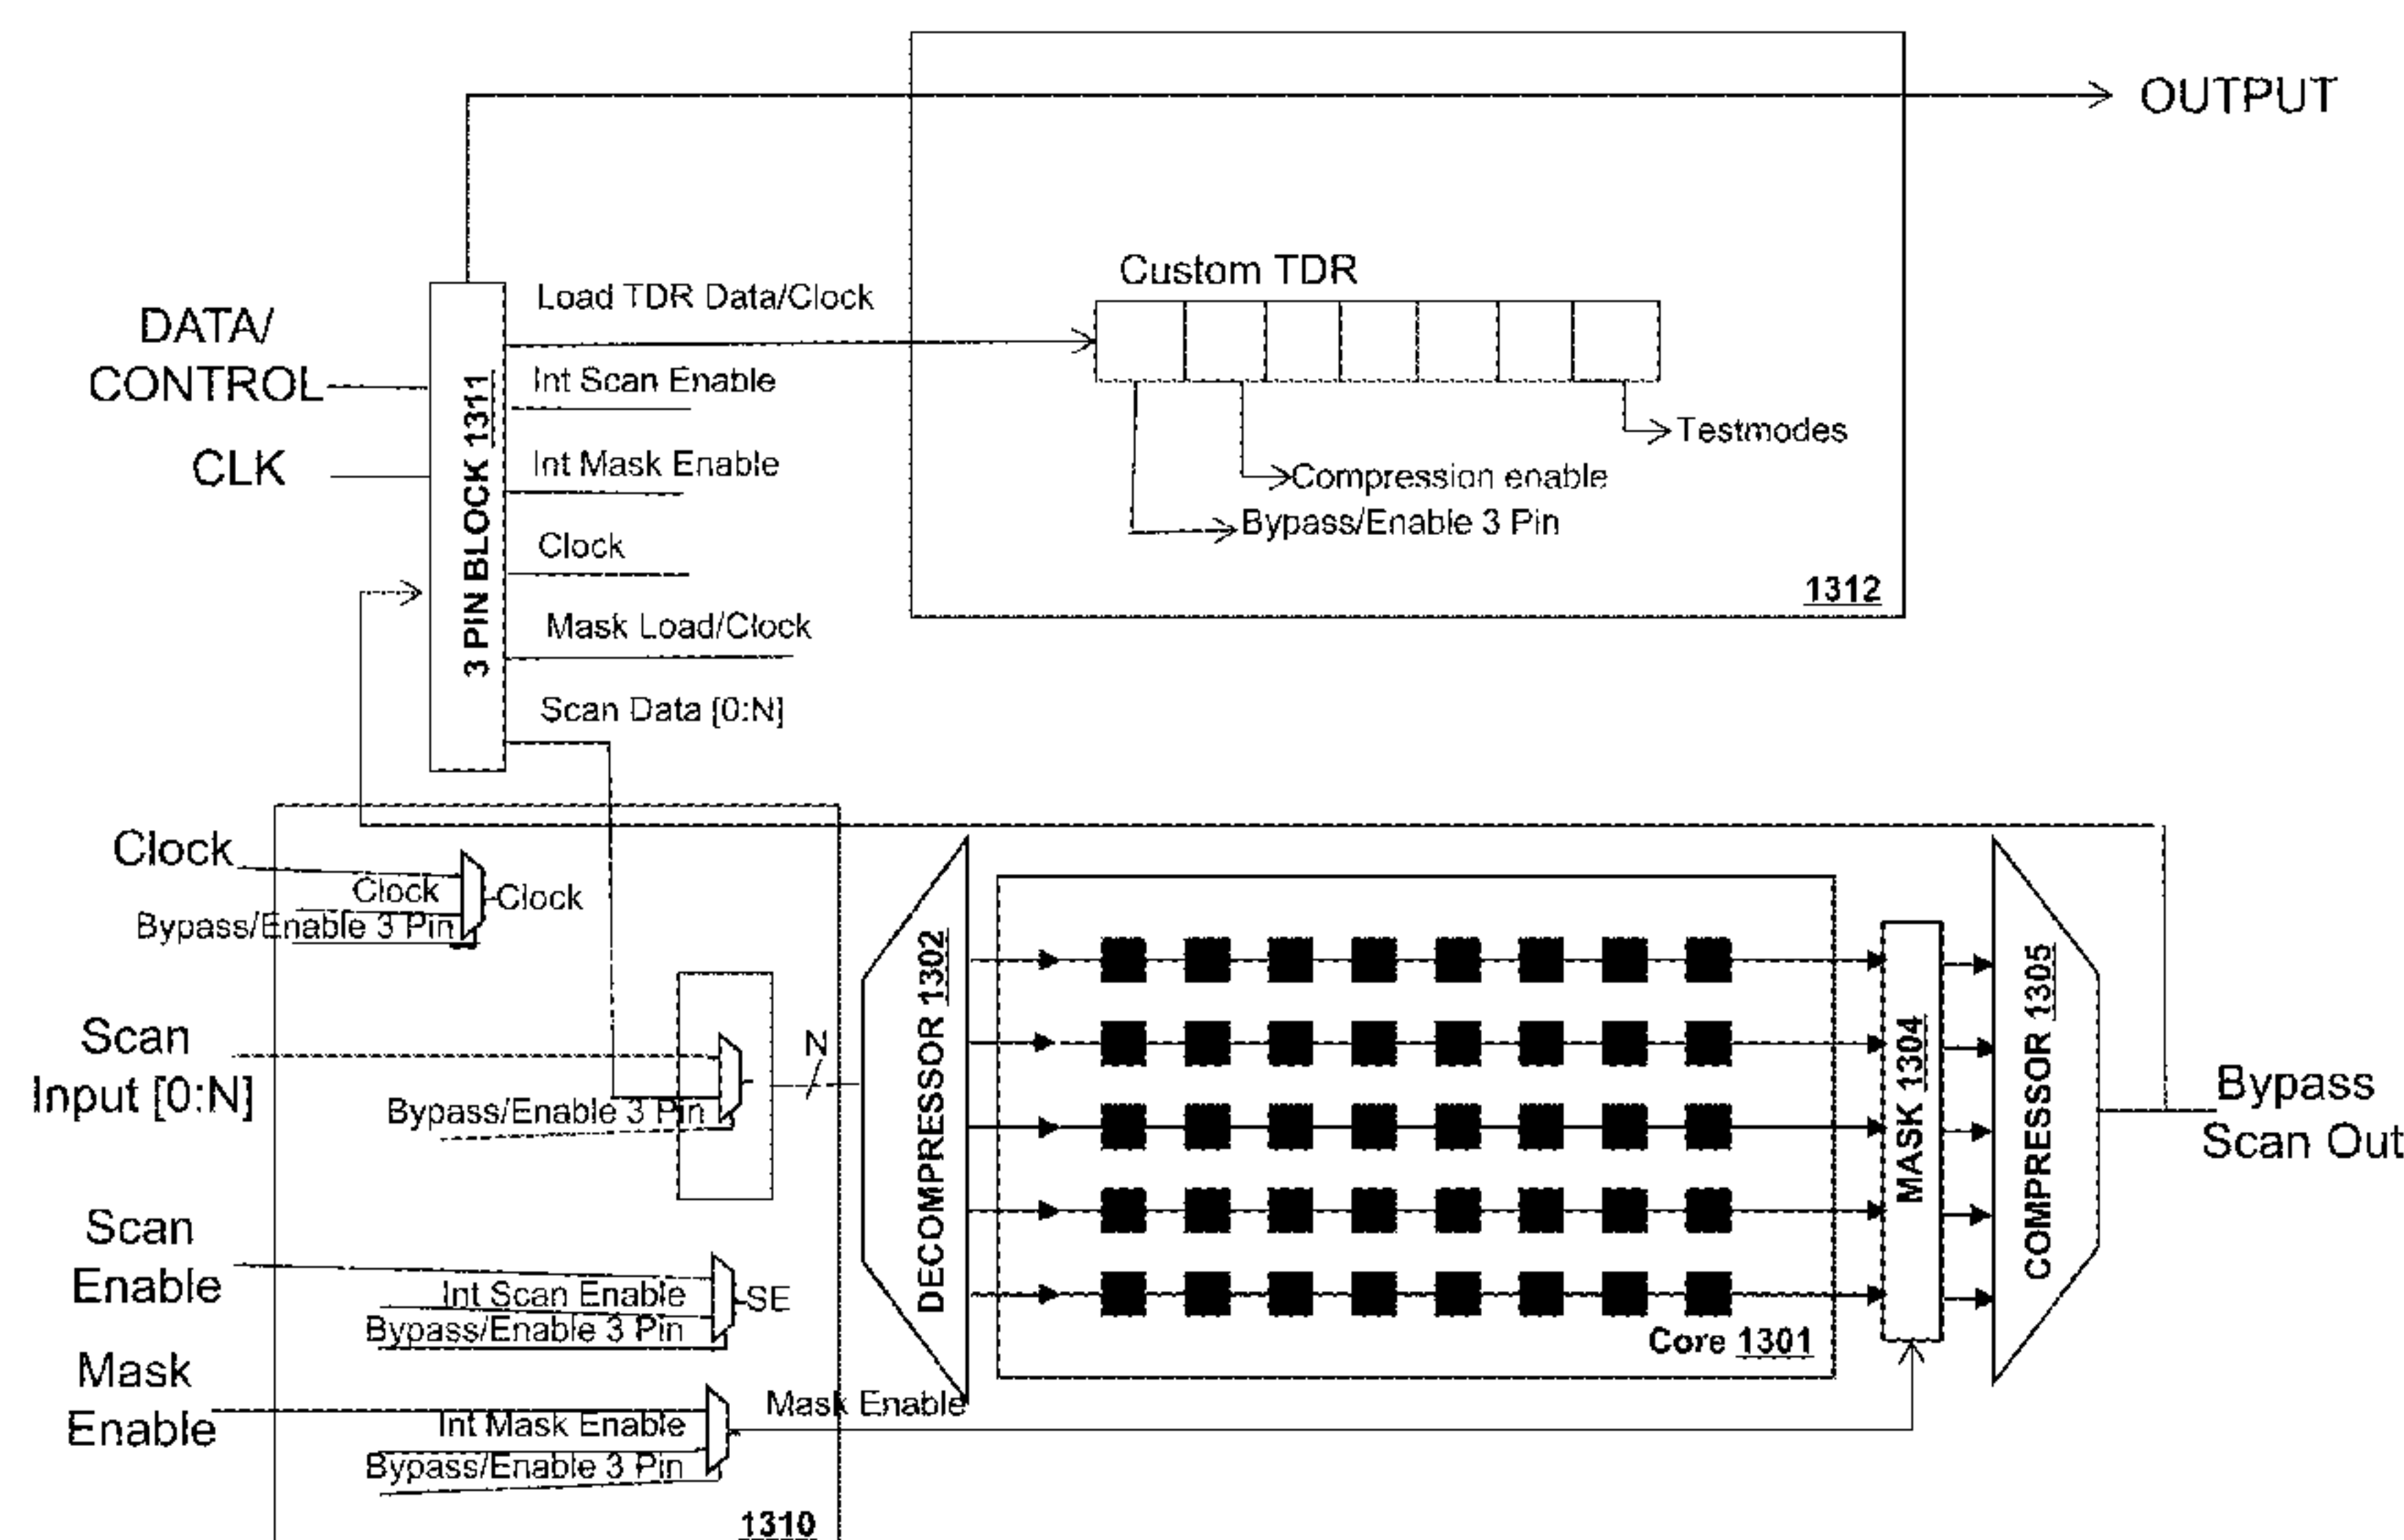 OUTPUT
Custom TDR
Load TDR Data/Clock
DATA/
CONTROL
Int Scan Enable
Testmodes
CLK
Int Mask Enable
Compression enable
Bypass/Enable 3 Pin
3 PIN BLOCK 1311
Clock
1312
Mask Load/Clock
Scan Data [0:N]
Clock
Clock
Clock
Bypass/Enable 3 Pin
Scan
Input [0:N]
Bypass/Enable 3 Pin
N
DECOMPRESSOR 1302
MASK 1304
COMPRESSOR 1305
Bypass
Scan Out
Scan
Enable
Int Scan Enable
SE
Bypass/Enable 3 Pin
Core 1301
Mask
Enable
Mask Enable
Int Mask Enable
Bypass/Enable 3 Pin
1310